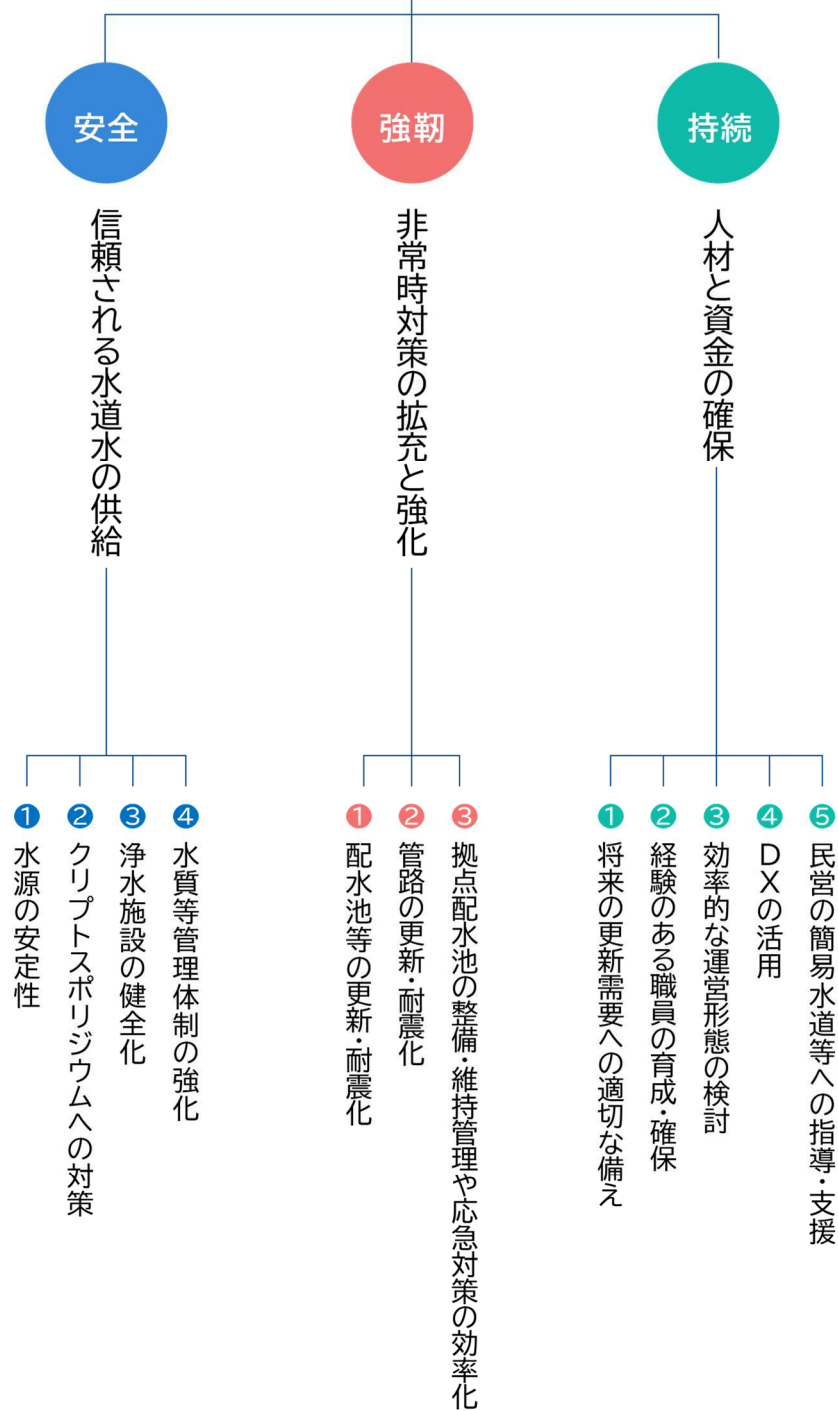 安全
信頼される水道水の供給
❶ 水源の安定性
❷ クリプトスポリジウムへの対策
❸ 浄水施設の健全化
❹ 水質等管理体制の強化
強靭
非常時対策の拡充と強化
❶ 配水池等の更新・耐震化
❷ 管路の更新・耐震化
❸ 拠点配水池の整備・維持管理や応急対策の効率化
持続
人材と資金の確保
❶ 将来の更新需要への適切な備え
❷ 経験のある職員の育成・確保
❸ 効率的な運営形態の検討
❹ DXの活用
❺ 民営の簡易水道等への指導・支援